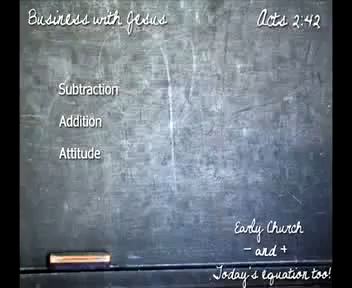 Business with Jesus
Acts 2:42
Subtraction
Addition
Attitude
Early Church
- and +
Today's equation too!